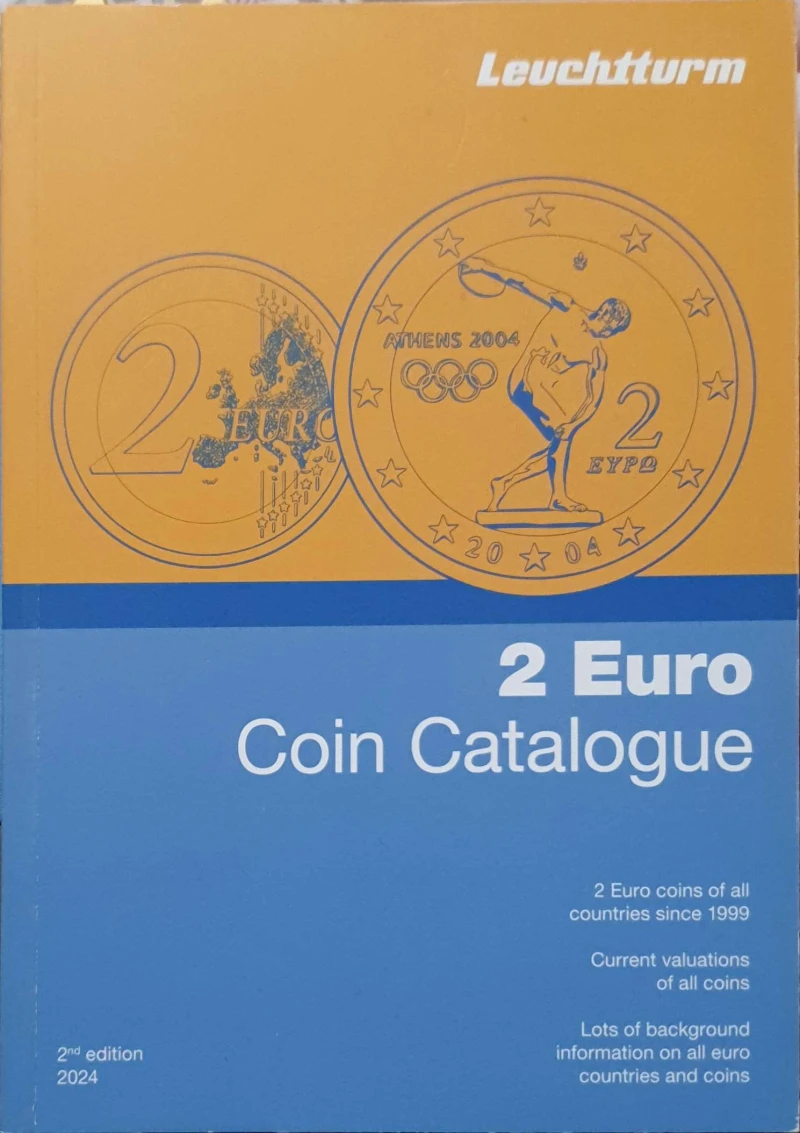 Leuchtturm
2 EURO
ATHENS 2004
2
ΕΥΡΩ
20 04
2 Euro
Coin Catalogue
2 Euro coins of all
countries since 1999
Current valuations
of all coins
Lots of background
information on all euro
countries and coins
2nd edition
2024